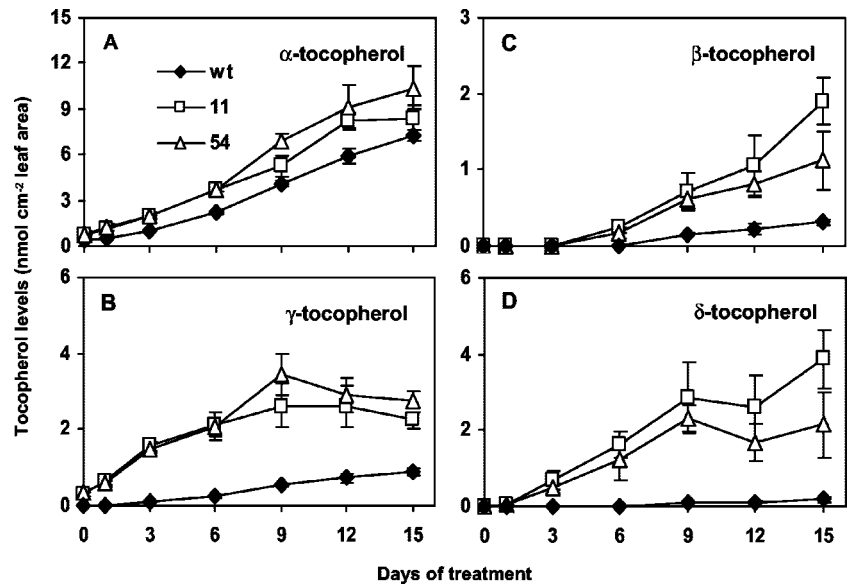 Tocopherol levels (nmol cm⁻² leaf area)
A
α-tocopherol
wt
11
54
15
12
9
6
3
0
C
β-tocopherol
3
2
1
0
B
γ-tocopherol
6
4
2
0
0 3 6 9 12 15
D
δ-tocopherol
6
4
2
0
0 3 6 9 12 15
Days of treatment